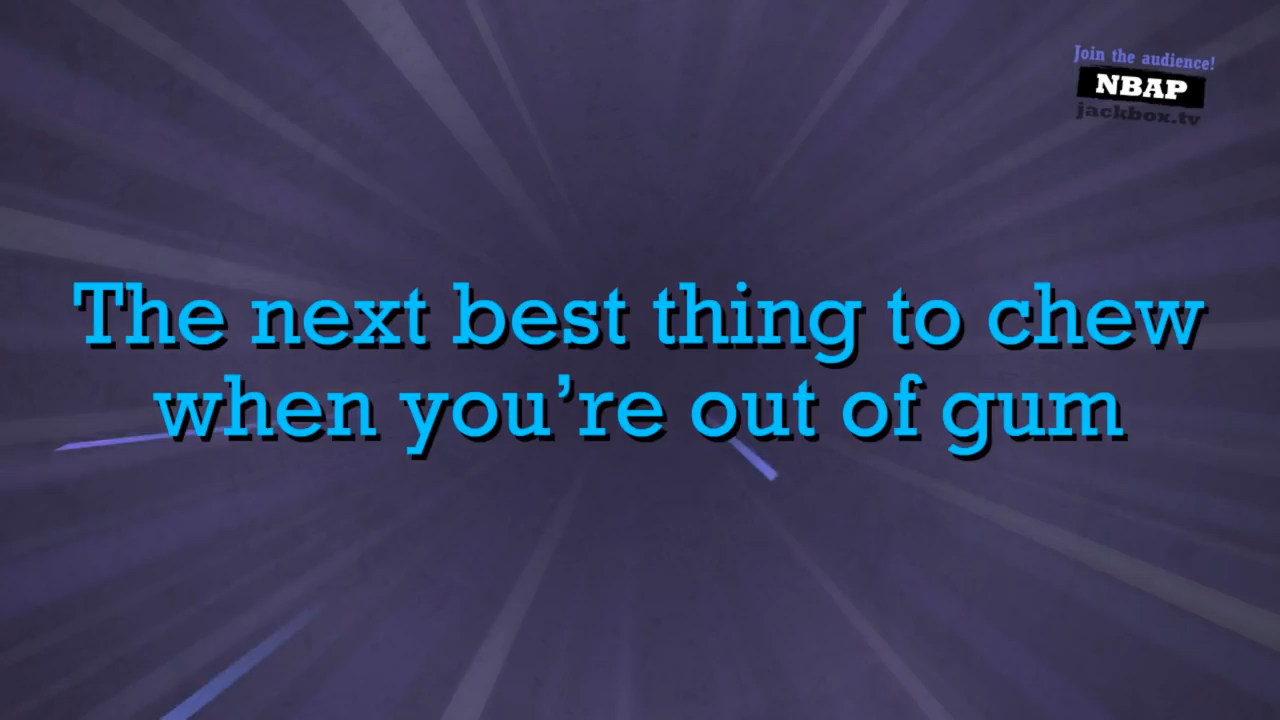 Join the audience!
NBAP
jackbox.tv
The next best thing to chew
when you’re out of gum